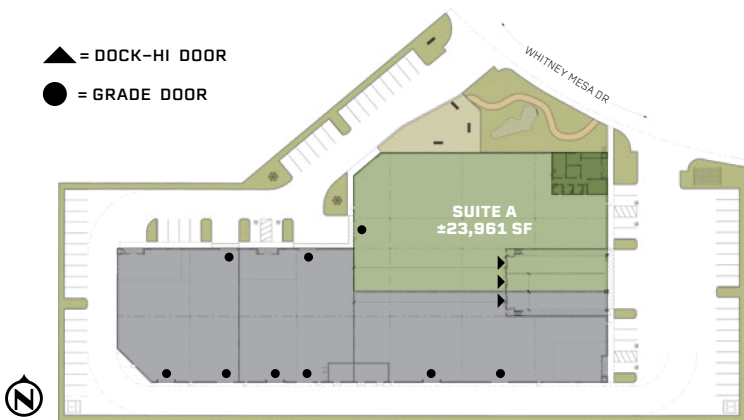 = DOCK-HI DOOR
= GRADE DOOR
WHITNEY MESA DR
SUITE A
±23,961 SF
N